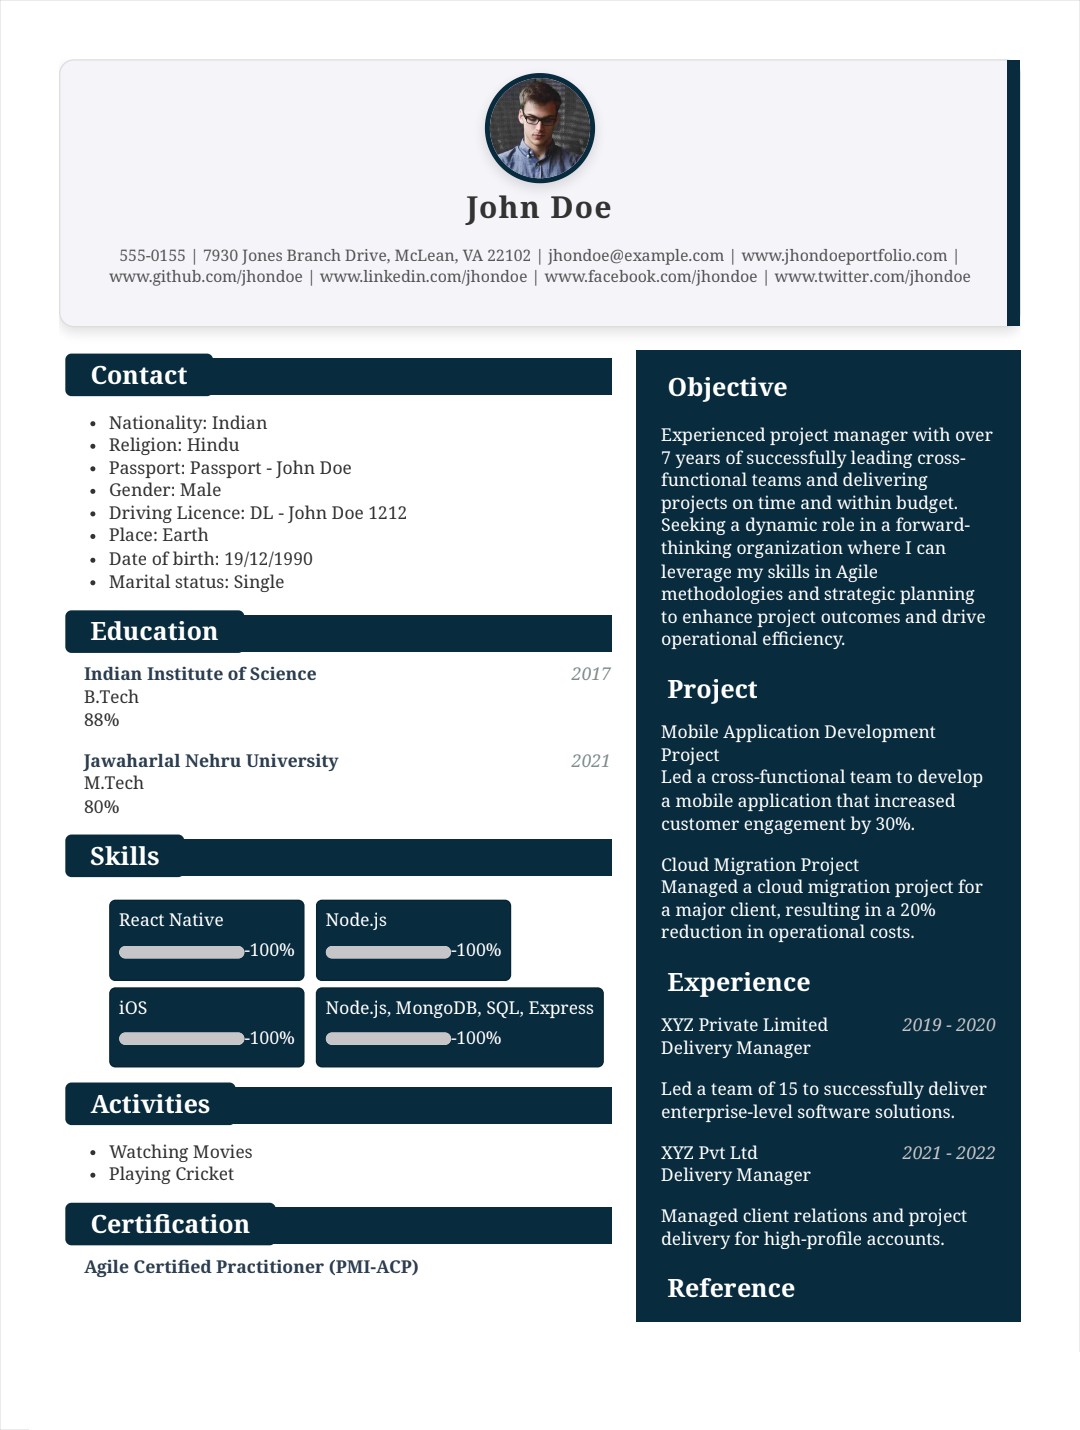 John Doe
555-0155 | 7930 Jones Branch Drive, McLean, VA 22102 | jhondoe@example.com | www.jhondoeportfolio.com |
www.github.com/jhondoe | www.linkedin.com/jhondoe | www.facebook.com/jhondoe | www.twitter.com/jhondoe
Contact
• Nationality: Indian
• Religion: Hindu
• Passport: Passport - John Doe
• Gender: Male
• Driving Licence: DL - John Doe 1212
• Place: Earth
• Date of birth: 19/12/1990
• Marital status: Single
Education
Indian Institute of Science 2017
B.Tech
88%
Jawaharlal Nehru University 2021
M.Tech
80%
Skills
React Native
-100%
Node.js
-100%
iOS
-100%
Node.js, MongoDB, SQL, Express
-100%
Activities
• Watching Movies
• Playing Cricket
Certification
Agile Certified Practitioner (PMI-ACP)
Objective
Experienced project manager with over
7 years of successfully leading cross-
functional teams and delivering
projects on time and within budget.
Seeking a dynamic role in a forward-
thinking organization where I can
leverage my skills in Agile
methodologies and strategic planning
to enhance project outcomes and drive
operational efficiency.
Project
Mobile Application Development
Project
Led a cross-functional team to develop
a mobile application that increased
customer engagement by 30%.
Cloud Migration Project
Managed a cloud migration project for
a major client, resulting in a 20%
reduction in operational costs.
Experience
XYZ Private Limited 2019 - 2020
Delivery Manager
Led a team of 15 to successfully deliver
enterprise-level software solutions.
XYZ Pvt Ltd 2021 - 2022
Delivery Manager
Managed client relations and project
delivery for high-profile accounts.
Reference